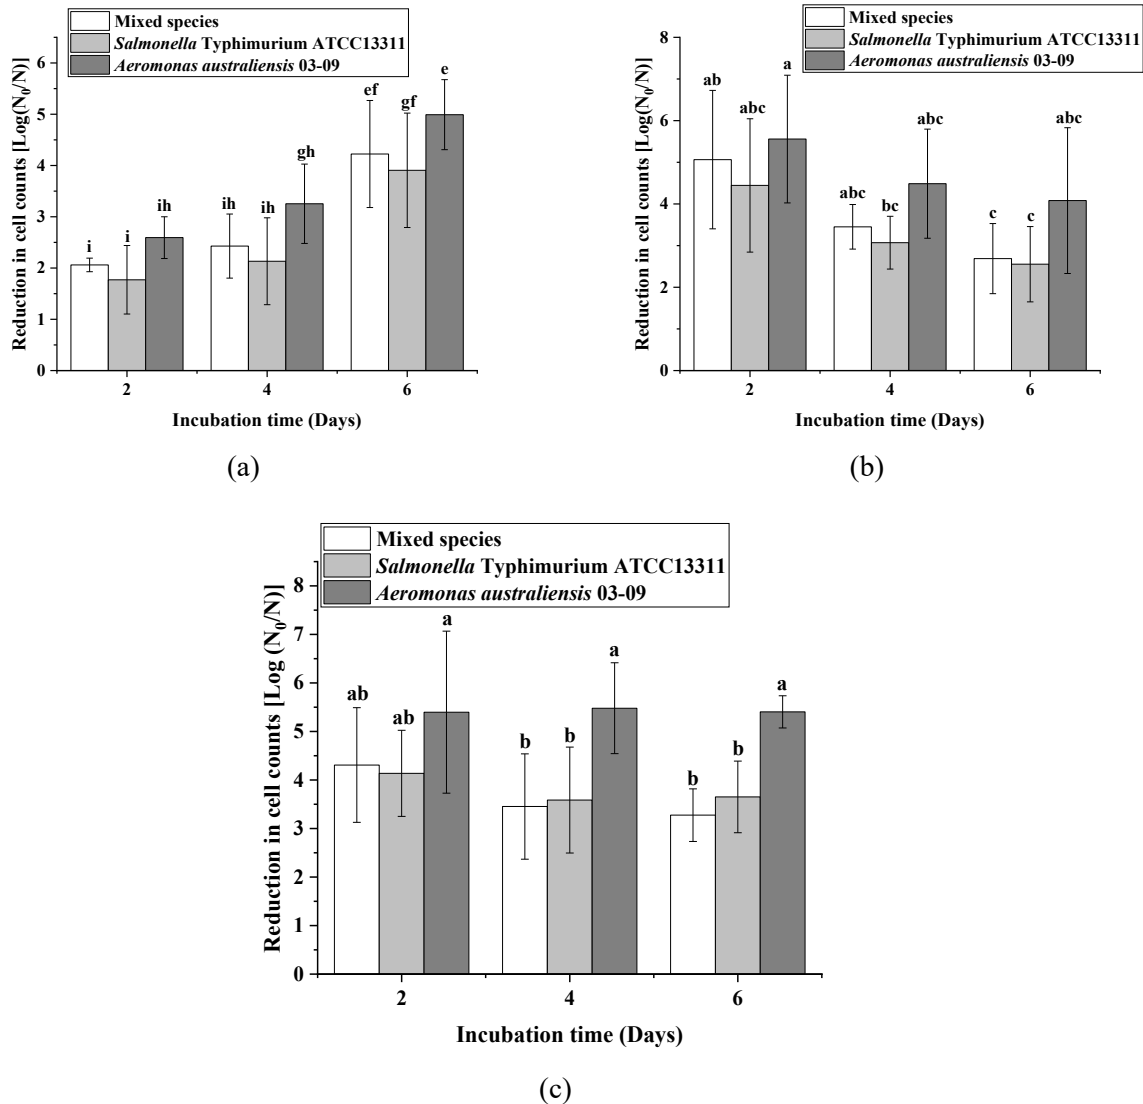 Mixed species
Salmonella Typhimurium ATCC13311
Aeromonas australiensis 03-09
Reduction in cell counts [Log(N₀/N)]
6
5
4
3
2
1
0
i
i
ih
ih
ih
gh
ef
gf
e
2
4
6
Incubation time (Days)
(a)
Mixed species
Salmonella Typhimurium ATCC13311
Aeromonas australiensis 03-09
Reduction in cell counts [Log(N₀/N)]
8
6
4
2
0
ab
abc
a
abc
bc
abc
c
c
abc
2
4
6
Incubation time (Days)
(b)
Mixed species
Salmonella Typhimurium ATCC13311
Aeromonas australiensis 03-09
Reduction in cell counts [Log (N₀/N)]
8
7
6
5
4
3
2
1
0
ab
ab
a
b
b
a
b
b
a
2
4
6
Incubation time (Days)
(c)